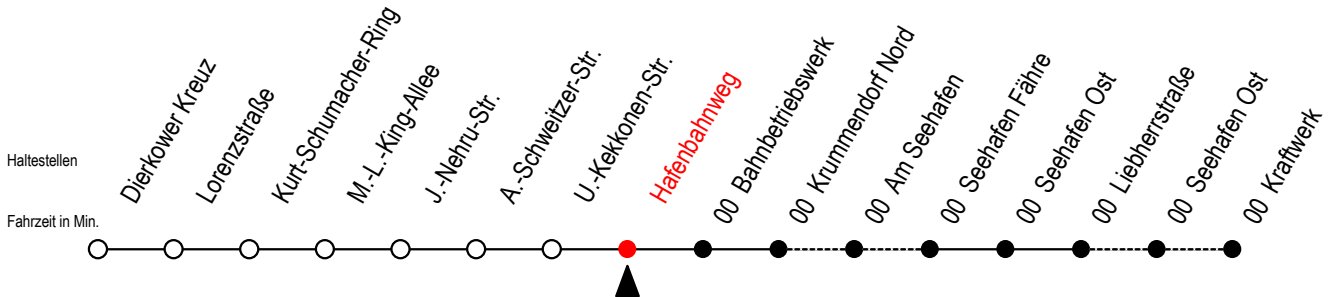 Haltestellen
Fahrzeit in Min.
Dierkower Kreuz
Lorenzstraße
Kurt-Schumacher-Ring
M.-L.-King-Allee
J.-Nehru-Str.
A.-Schweitzer-Str.
U.-Kekkonen-Str.
Hafenbahnweg
00 Bahnbetriebswerk
00 Krummendorf Nord
00 Am Seehafen
00 Seehafen Fähre
00 Seehafen Ost
00 Liebherrstraße
00 Seehafen Ost
00 Kraftwerk